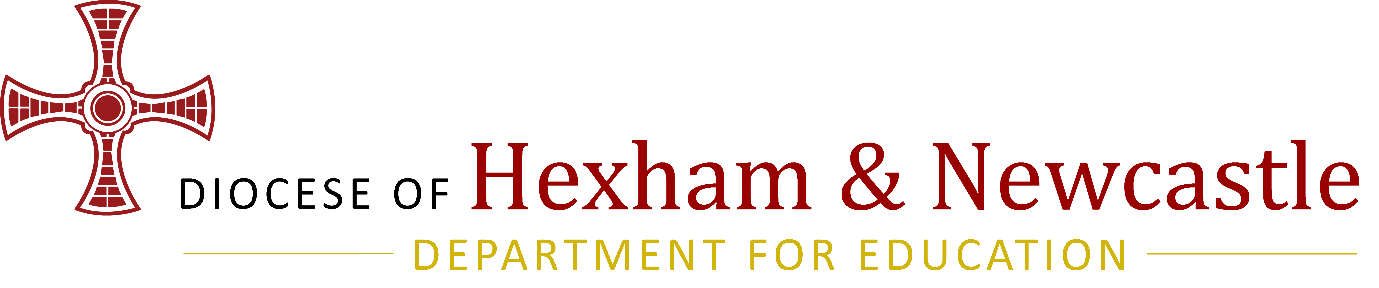 DIOCESE OF Hexham & Newcastle
DEPARTMENT FOR EDUCATION